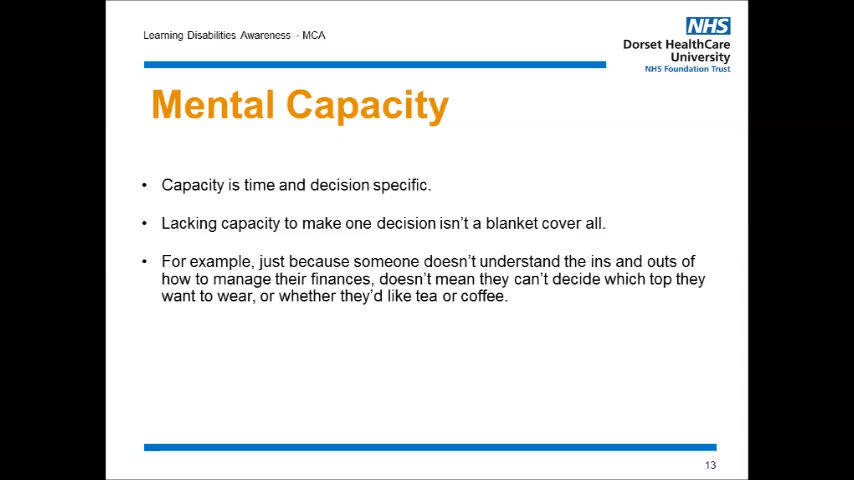 Learning Disabilities Awareness - MCA
NHS
Dorset HealthCare
University
NHS Foundation Trust
Mental Capacity
• Capacity is time and decision specific.
• Lacking capacity to make one decision isn't a blanket cover all.
• For example, just because someone doesn't understand the ins and outs of
how to manage their finances, doesn't mean they can't decide which top they
want to wear, or whether they'd like tea or coffee.
13